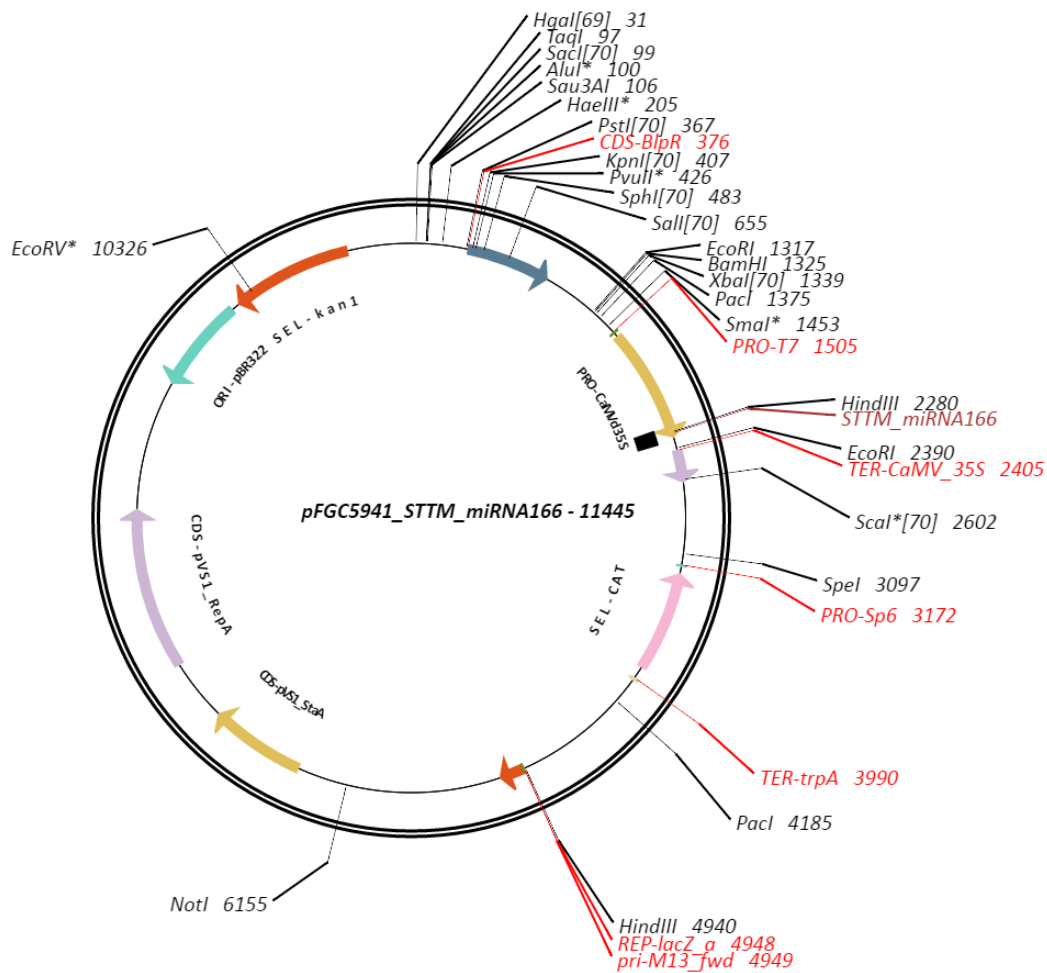 HgaI[69] 31
TaqI 97
SacI[70] 99
AluI* 100
Sau3AI 106
HaeIII* 205
PstI[70] 367
CDS-BlpR 376
KpnI[70] 407
PvuII* 426
SphI[70] 483
SalI[70] 655
EcoRV* 10326
EcoRI 1317
BamHI 1325
XbaI[70] 1339
PacI 1375
SmaI* 1453
PRO-T7 1505
SEL-kan1
ORI-pBR322
PRO-CaMVd35S
HindIII 2280
STTM_miRNA166
EcoRI 2390
TER-CaMV_35S 2405
pFGC5941_STTM_miRNA166 - 11445
ScaI*[70] 2602
CDS-pVS1_RepA
SEL-CAT
SpeI 3097
PRO-Sp6 3172
CDS-pVS1_StaA
TER-trpA 3990
PacI 4185
NotI 6155
HindIII 4940
REP-lacZ_a 4948
pri-M13_fwd 4949